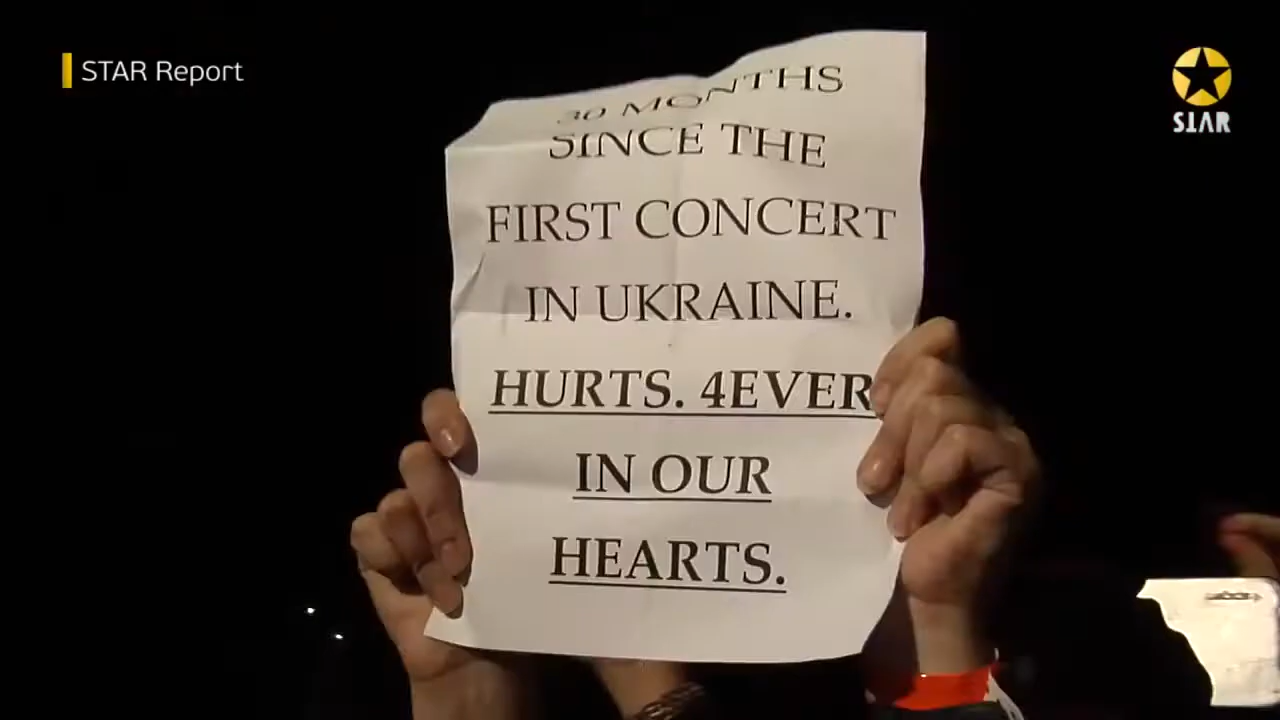 STAR Report
STAR
30 MONTHS
SINCE THE
FIRST CONCERT
IN UKRAINE.
HURTS. 4EVER
IN OUR
HEARTS.